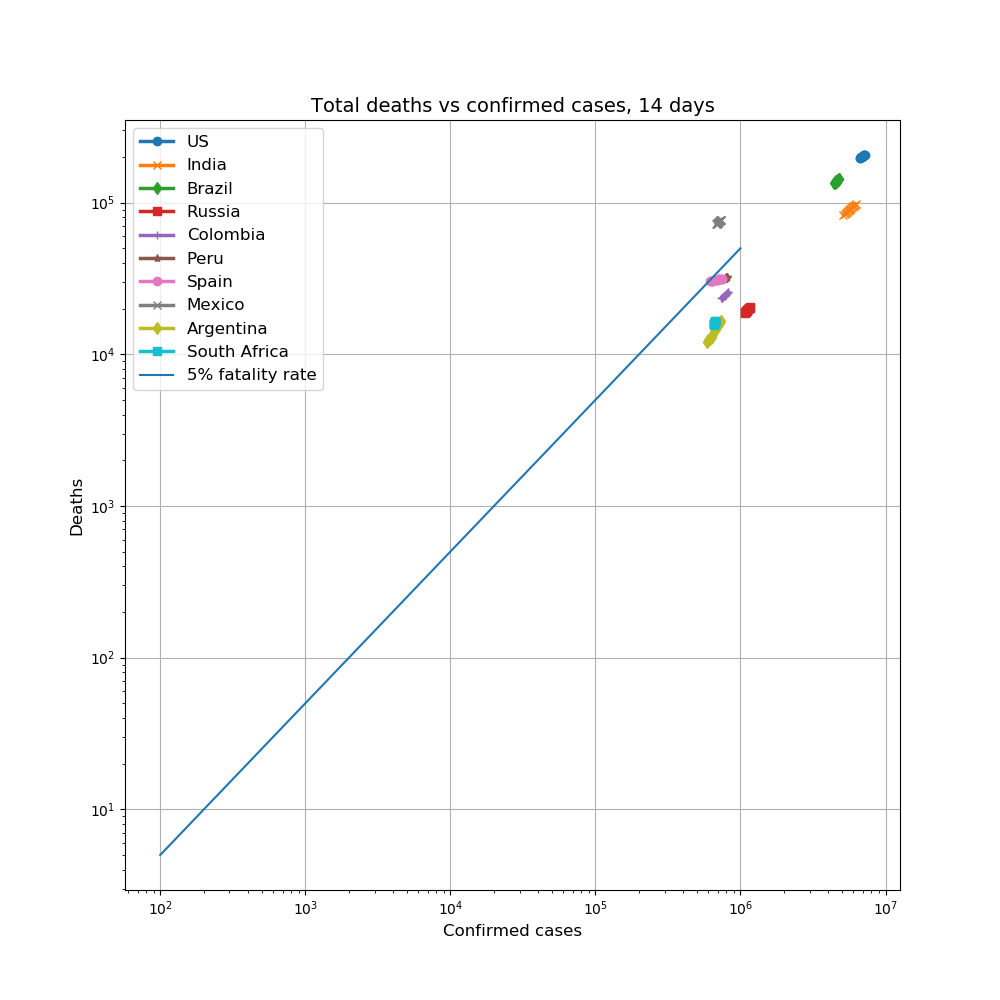 Total deaths vs confirmed cases, 14 days
US
India
Brazil
Russia
Colombia
Peru
Spain
Mexico
Argentina
South Africa
5% fatality rate
Deaths
10⁵
10⁴
10³
10²
10¹
10² 10³ 10⁴ 10⁵ 10⁶ 10⁷
Confirmed cases